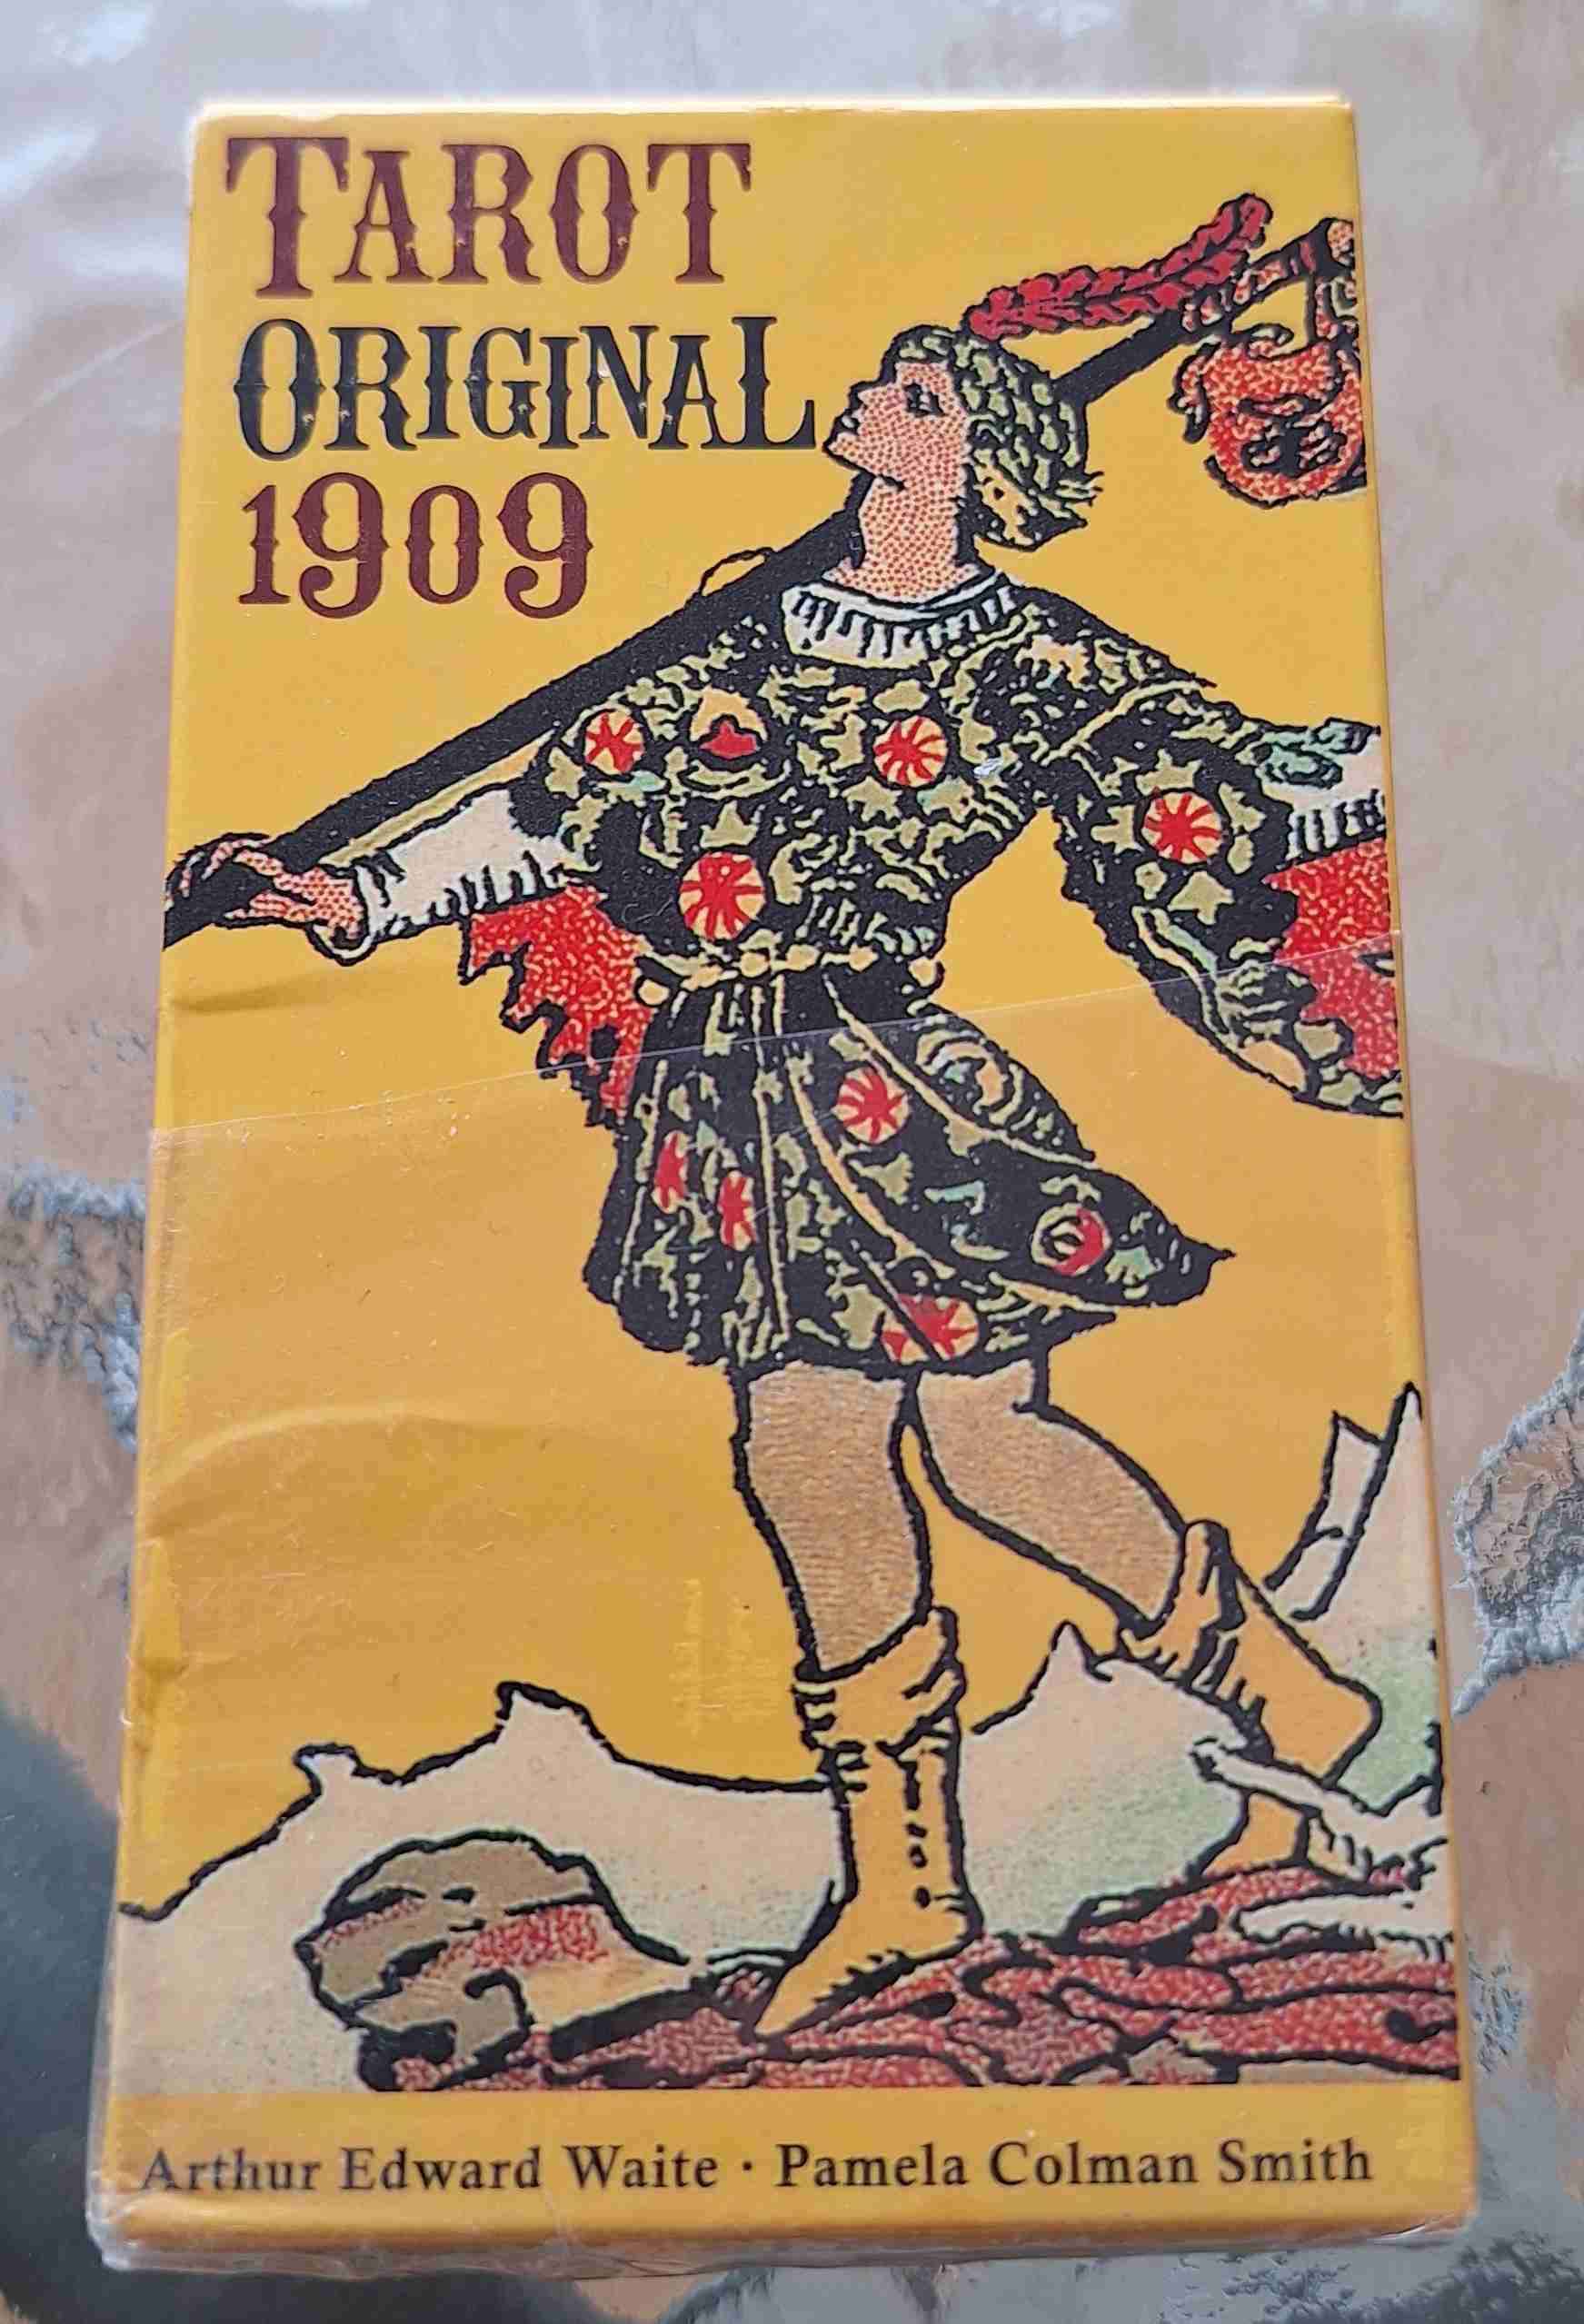 TAROT
ORIGINAL
1909
Arthur Edward Waite · Pamela Colman Smith